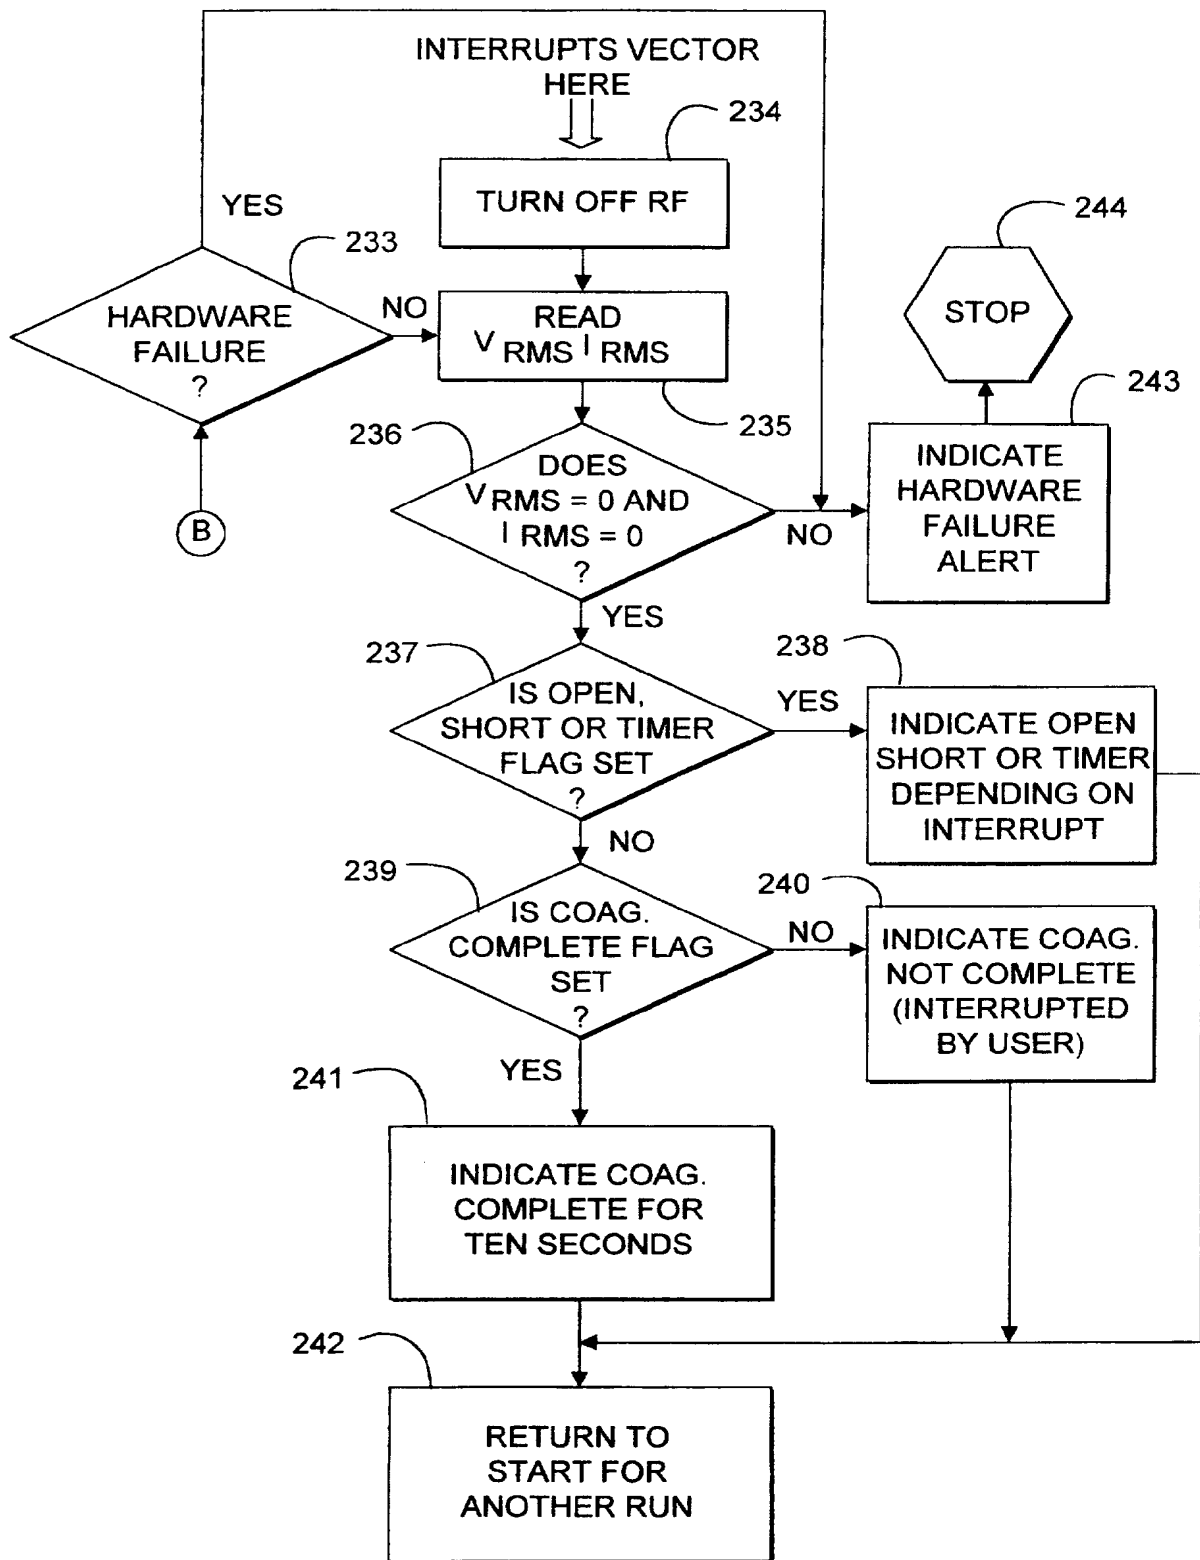 INTERRUPTS VECTOR
HERE
234
TURN OFF RF
YES
233
HARDWARE
FAILURE
?
NO
READ
V RMS I RMS
235
B
244
STOP
243
INDICATE
HARDWARE
FAILURE
ALERT
236
DOES
V RMS = 0 AND
I RMS = 0
?
NO
YES
237
IS OPEN,
SHORT OR TIMER
FLAG SET
?
YES
238
INDICATE OPEN
SHORT OR TIMER
DEPENDING ON
INTERRUPT
NO
239
IS COAG.
COMPLETE FLAG
SET
?
NO
240
INDICATE COAG.
NOT COMPLETE
(INTERRUPTED
BY USER)
YES
241
INDICATE COAG.
COMPLETE FOR
TEN SECONDS
242
RETURN TO
START FOR
ANOTHER RUN